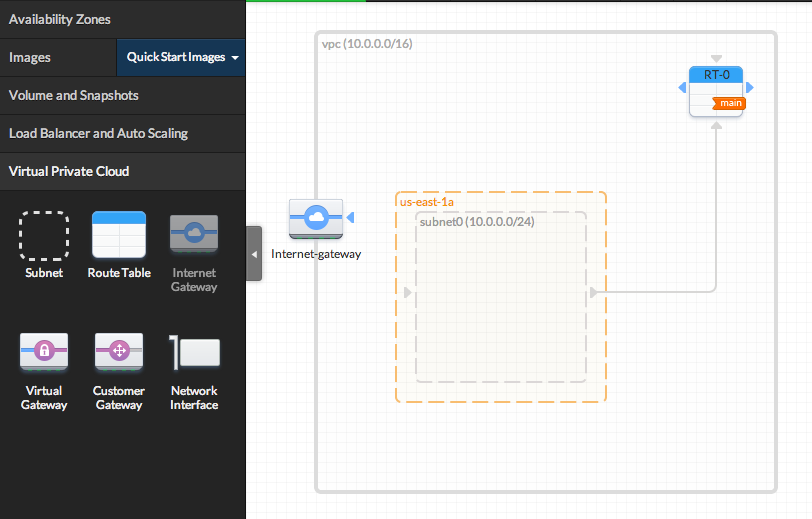 Availability Zones
Images
Quick Start Images
Volume and Snapshots
Load Balancer and Auto Scaling
Virtual Private Cloud
Subnet
Route Table
Internet
Gateway
Virtual
Gateway
Customer
Gateway
Network
Interface
vpc (10.0.0.0/16)
RT-0
main
us-east-1a
subnet0 (10.0.0.0/24)
Internet-gateway